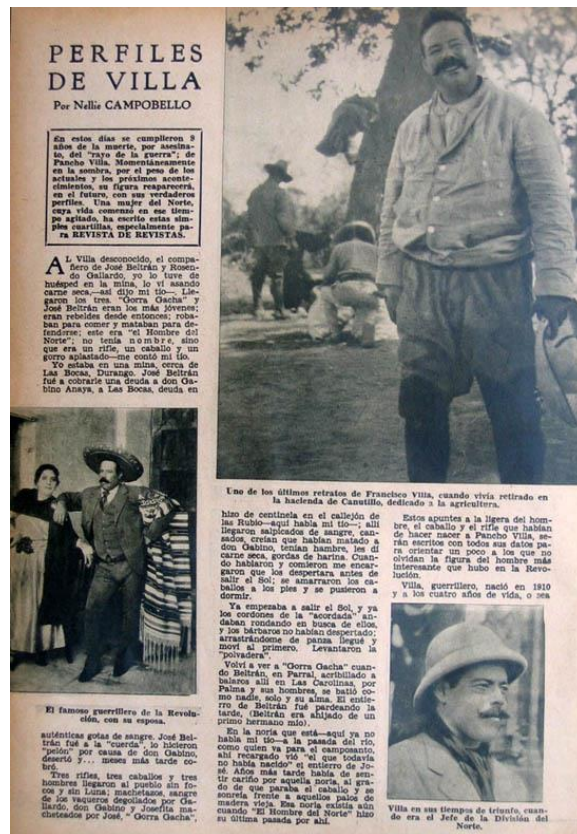 PERFILES
DE VILLA
Por Nellie CAMPOBELLO
En estos días se cumplieron 9
años de la muerte, por asesina-
to, del "rayo de la guerra"; de
Pancho Villa. Momentáneamente
en la sombra, por el peso de los
actuales y los próximos aconte-
cimientos, su figura reaparecerá,
en el futuro, con sus verdaderos
perfiles. Una mujer del Norte,
cuya vida comenzó en ese tiem-
po agitado, ha escrito estas sim-
ples cuartillas, especialmente pa-
ra REVISTA DE REVISTAS.
AL Villa desconocido, el compa-
ñero de José Beltrán y Rosen-
do Gallardo, yo lo tuve de
huésped en la mina, lo ví asando
carne seca,—así dijo mi tío—. Lle-
garon los tres. "Gorra Gacha" y
José Beltrán eran los más jóvenes;
eran rebeldes desde entonces; roba-
ban para comer y mataban para de-
fenderse; este era "el Hombre del
Norte"; no tenía nombre, sino
que era un rifle, un caballo y un
gorro aplastado—me contó mi tío.
Yo estaba en una mina, cerca de
Las Bocas, Durango. José Beltrán
fué a cobrarle una deuda a don Ga-
bino Anaya, a Las Bocas, deuda en
El famoso guerrillero de la Revolu-
ción, con su esposa.
auténticas gotas de sangre. José Bel-
trán fué a la "cuerda", lo hicieron
"pelón" por causa de don Gabino,
desertó y... meses más tarde co-
bró.
Tres rifles, tres caballos y tres
hombres llegaron al pueblo sin fo-
cos y sin Luna; machetazos, sangre
de los vaqueros degollados por Ga-
llardo, don Gabino y Josefita ma-
cheteados por José, "Gorra Gacha".
Uno de los últimos retratos de Francisco Villa, cuando vivía retirado en
la hacienda de Canutillo, dedicado a la agricultura.
hizo de centinela en el callejón de
las Rubio—aquí habla mi tío—; allí
llegaron salpicados de sangre, can-
sados, creían que habían matado a
don Gabino, tenían hambre, les dí
carne seca, gordas de harina. Cuan-
do hablaron y comieron me encar-
garon que los despertara antes de
salir el Sol; se amarraron los ca-
ballos a los pies y se pusieron a
dormir.
Ya empezaba a salir el Sol, y ya
los cordones de la "acordada" an-
daban rondando en busca de ellos,
y los bárbaros no habían despertado;
arrastrándome de panza llegué y
moví al primero. Levantaron la
"polvadera".
Volví a ver a "Gorra Gacha" cuan-
do Beltrán, en Parral, acribillado a
balazos allí en Las Carolinas, por
Palma y sus hombres, se batió co-
mo nadie, solo y su alma. El entie-
rro de Beltrán fué pardeando la
tarde, (Beltrán era ahijado de un
primo hermano mío).
En la noria que está—aquí ya no
habla mi tío—a la pasada del río,
como quien va para el camposanto,
ahí recargado vió "el que todavía
no había nacido" el entierro de Jo-
sé. Años más tarde había de sen-
tir cariño por aquella noria, al gra-
do de que paraba el caballo y se
sonreía frente a aquellos palos de
madera vieja. Esa noria existía aún
cuando "El Hombre del Norte" hizo
su última pasada por ahí.
Estos apuntes a la ligera del hom-
bre, el caballo y el rifle que habían
de hacer nacer a Pancho Villa, se-
rán escritos con todos sus datos pa-
ra orientar un poco a los que no
olvidan la figura del hombre más
interesante que hubo en la Revo-
lución.
Villa, guerrillero, nació en 1910
y a los cuatro años de vida, o sea
Villa en sus tiempos de triunfo, cuan-
do era el Jefe de la División del
Norte.